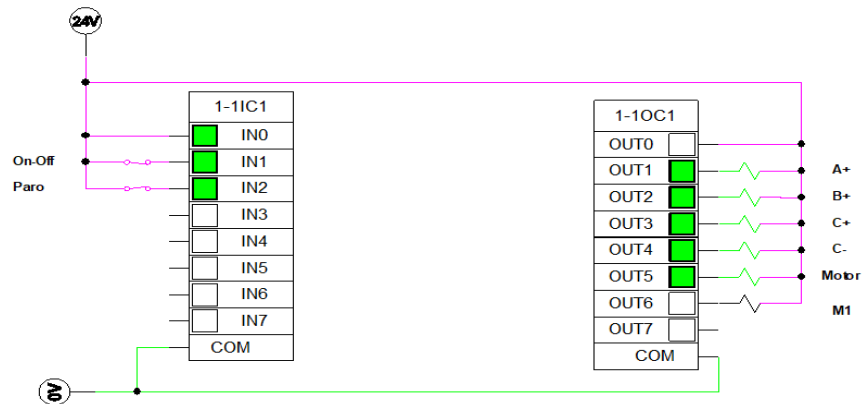 24V
1-1IC1
IN0
On-Off
IN1
Paro
IN2
IN3
IN4
IN5
IN6
IN7
COM
1-1OC1
OUT0
OUT1
A+
OUT2
B+
OUT3
C+
OUT4
C-
OUT5
Motor
OUT6
M1
OUT7
COM
0V